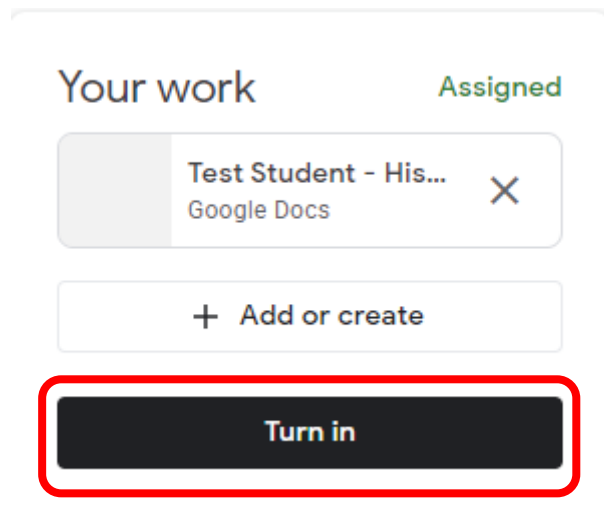 Your work
Assigned
Test Student - His...
Google Docs
+ Add or create
Turn in